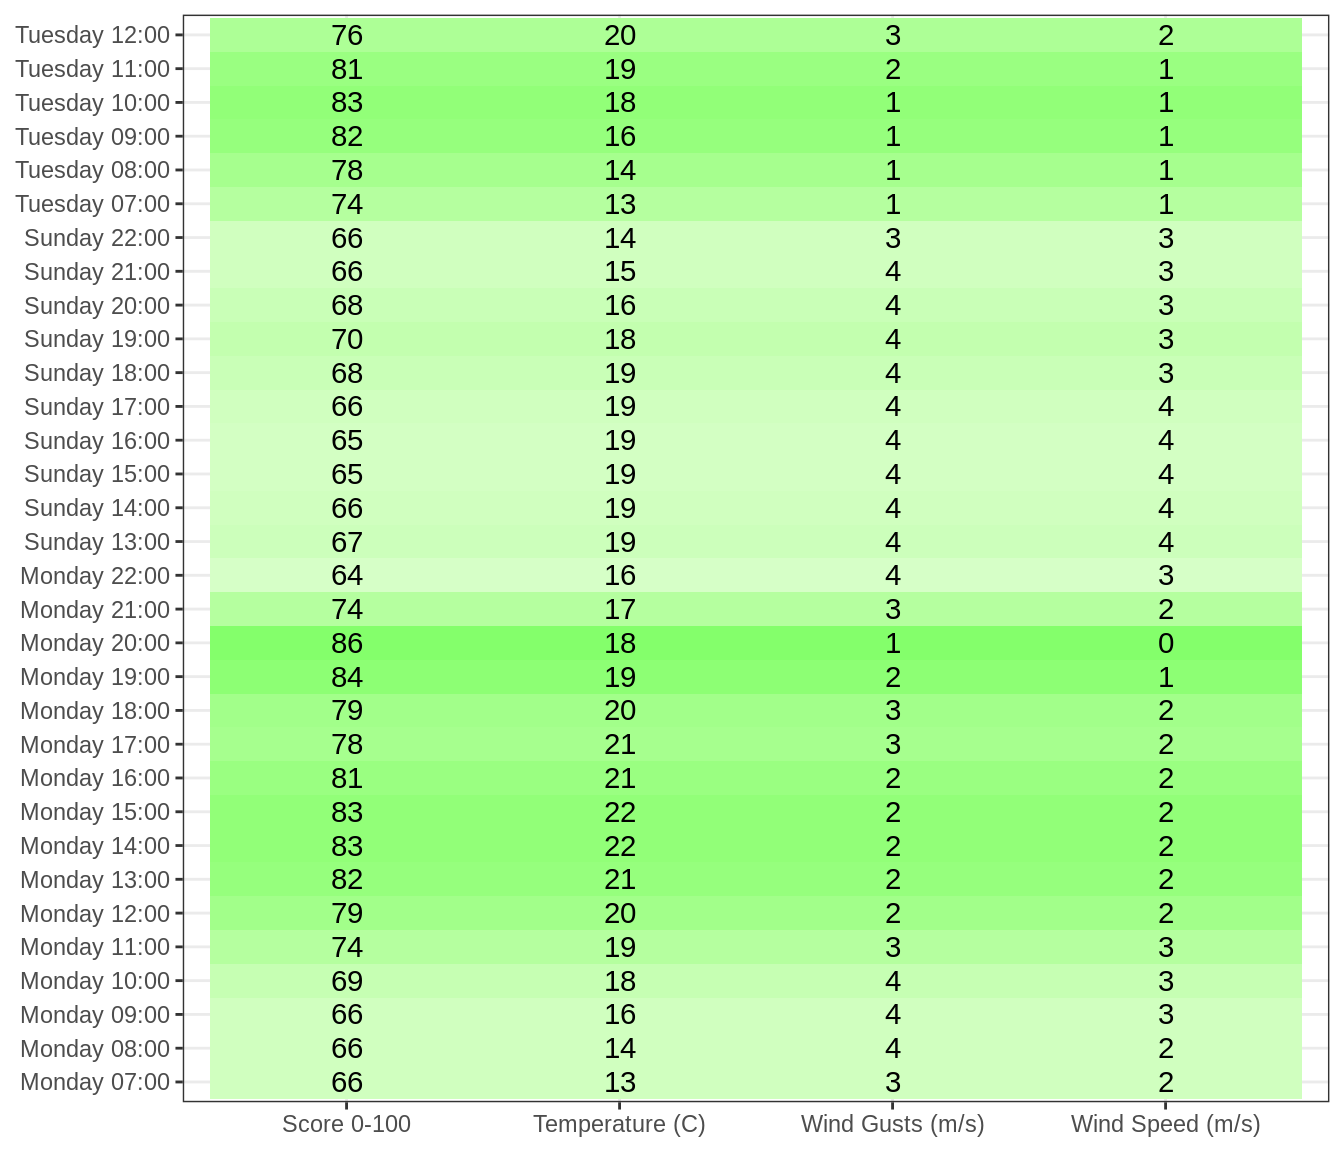 Tuesday 12:00 76 20 3 2
Tuesday 11:00 81 19 2 1
Tuesday 10:00 83 18 1 1
Tuesday 09:00 82 16 1 1
Tuesday 08:00 78 14 1 1
Tuesday 07:00 74 13 1 1
Sunday 22:00 66 14 3 3
Sunday 21:00 66 15 4 3
Sunday 20:00 68 16 4 3
Sunday 19:00 70 18 4 3
Sunday 18:00 68 19 4 3
Sunday 17:00 66 19 4 4
Sunday 16:00 65 19 4 4
Sunday 15:00 65 19 4 4
Sunday 14:00 66 19 4 4
Sunday 13:00 67 19 4 4
Monday 22:00 64 16 4 3
Monday 21:00 74 17 3 2
Monday 20:00 86 18 1 0
Monday 19:00 84 19 2 1
Monday 18:00 79 20 3 2
Monday 17:00 78 21 3 2
Monday 16:00 81 21 2 2
Monday 15:00 83 22 2 2
Monday 14:00 83 22 2 2
Monday 13:00 82 21 2 2
Monday 12:00 79 20 2 2
Monday 11:00 74 19 3 3
Monday 10:00 69 18 4 3
Monday 09:00 66 16 4 3
Monday 08:00 66 14 4 2
Monday 07:00 66 13 3 2
Score 0-100 Temperature (C) Wind Gusts (m/s) Wind Speed (m/s)